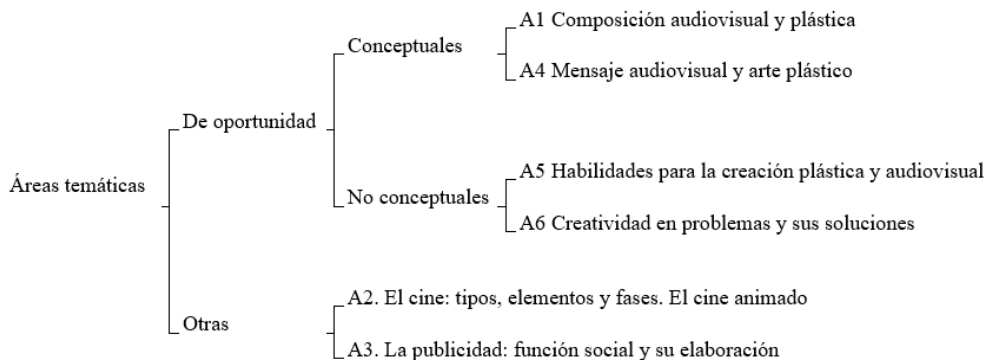 A1 Composición audiovisual y plástica
Conceptuales
A4 Mensaje audiovisual y arte plástico
De oportunidad
A5 Habilidades para la creación plástica y audiovisual
Áreas temáticas
No conceptuales
A6 Creatividad en problemas y sus soluciones
A2. El cine: tipos, elementos y fases. El cine animado
Otras
A3. La publicidad: función social y su elaboración